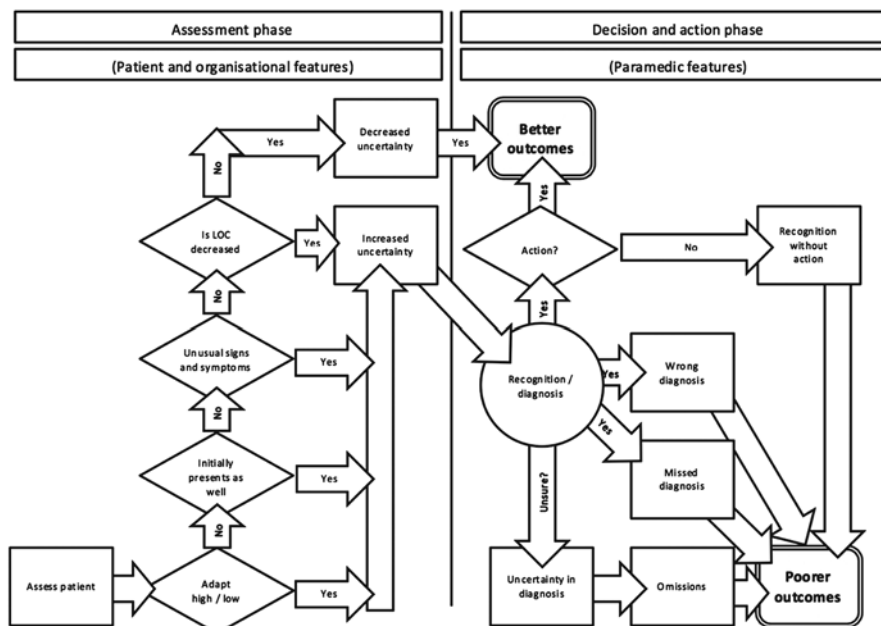 Assessment phase
Decision and action phase
(Patient and organisational features)
(Paramedic features)
Yes
Decreased
uncertainty
Yes
Better
outcomes
No
Yes
Is LOC
decreased
Yes
Increased
uncertainty
Action?
No
Recognition
without
action
No
Yes
Unusual signs
and symptoms
Yes
Recognition /
diagnosis
Yes
Wrong
diagnosis
No
Yes
Initially
presents as
well
Yes
Unsure?
Missed
diagnosis
No
Assess patient
Adapt
high / low
Yes
Uncertainty in
diagnosis
Omissions
Poorer
outcomes